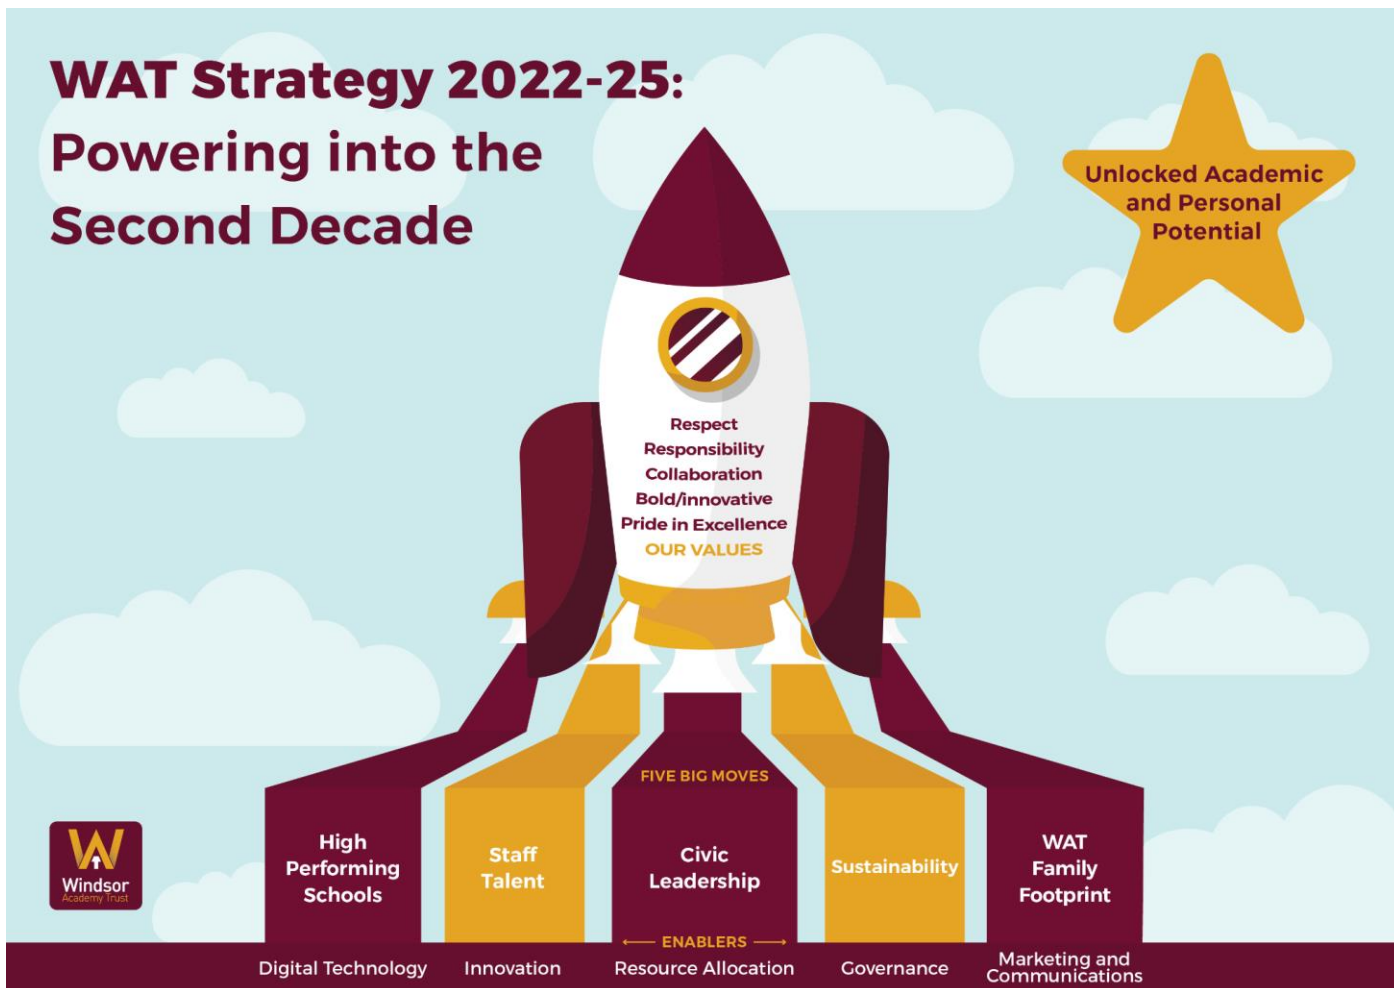 WAT Strategy 2022-25:
Powering into the
Second Decade
Unlocked Academic
and Personal
Potential
Respect
Responsibility
Collaboration
Bold/innovative
Pride in Excellence
OUR VALUES
FIVE BIG MOVES
High
Performing
Schools
Staff
Talent
Civic
Leadership
Sustainability
WAT
Family
Footprint
W
Windsor
Academy Trust
ENABLERS
Digital Technology
Innovation
Resource Allocation
Governance
Marketing and
Communications